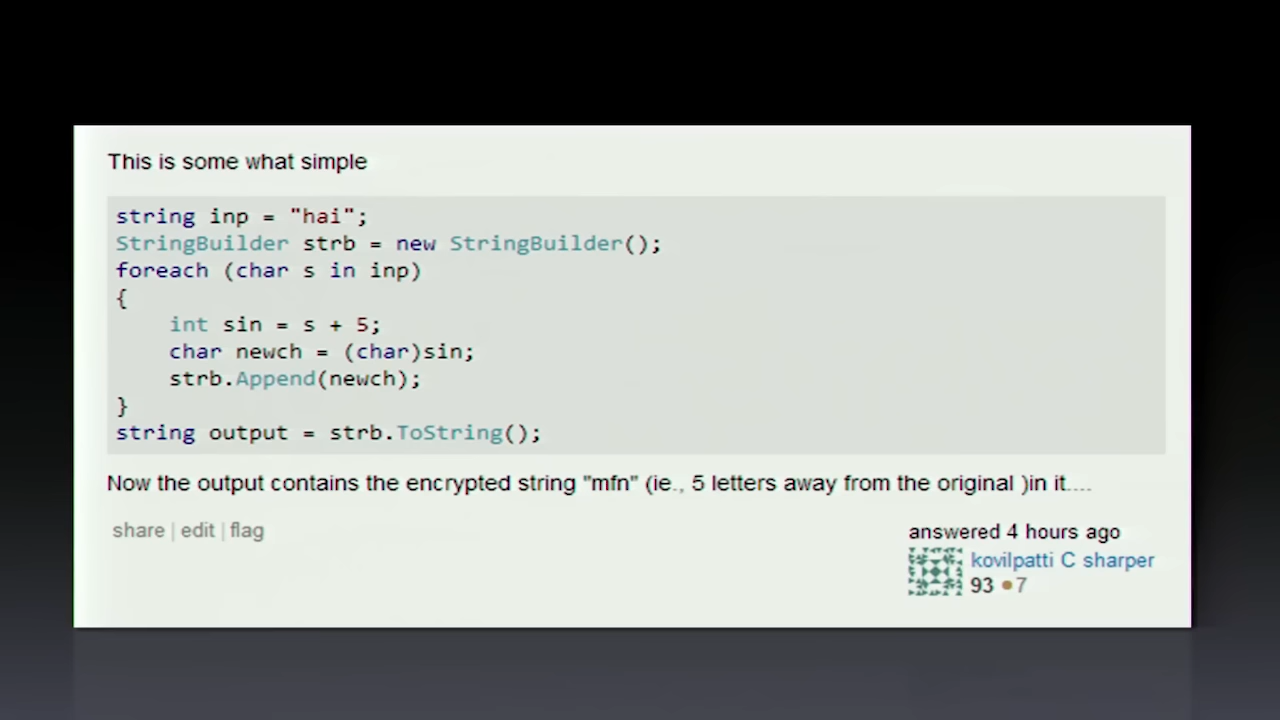 This is some what simple
string inp = "hai";
StringBuilder strb = new StringBuilder();
foreach (char s in inp)
{
    int sin = s + 5;
    char newch = (char)sin;
    strb.Append(newch);
}
string output = strb.ToString();
Now the output contains the encrypted string "mfn" (ie., 5 letters away from the original )in it....
share | edit | flag
answered 4 hours ago
kovilpatti C sharper
93 ●7